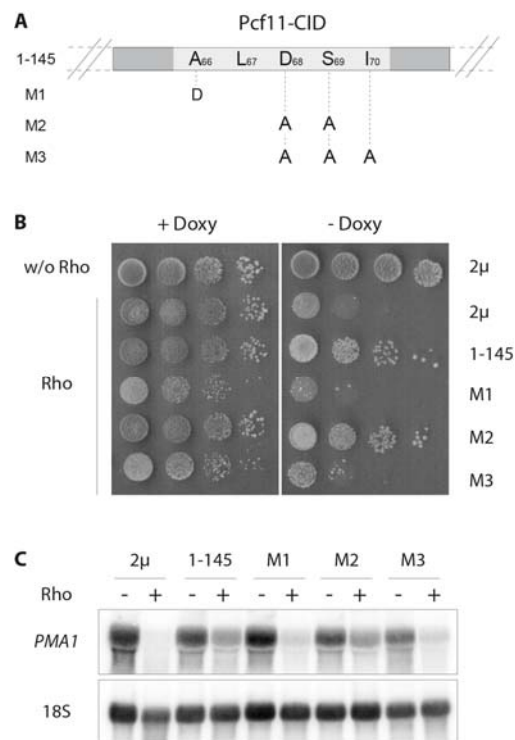 A
Pcf11-CID
1-145 A66 L67 D68 S69 I70
M1 D
M2 A A
M3 A A A
B
+ Doxy - Doxy
w/o Rho 2µ
2µ
1-145
Rho M1
M2
M3
C 2µ 1-145 M1 M2 M3
Rho - + - + - + - + - +
PMA1
18S